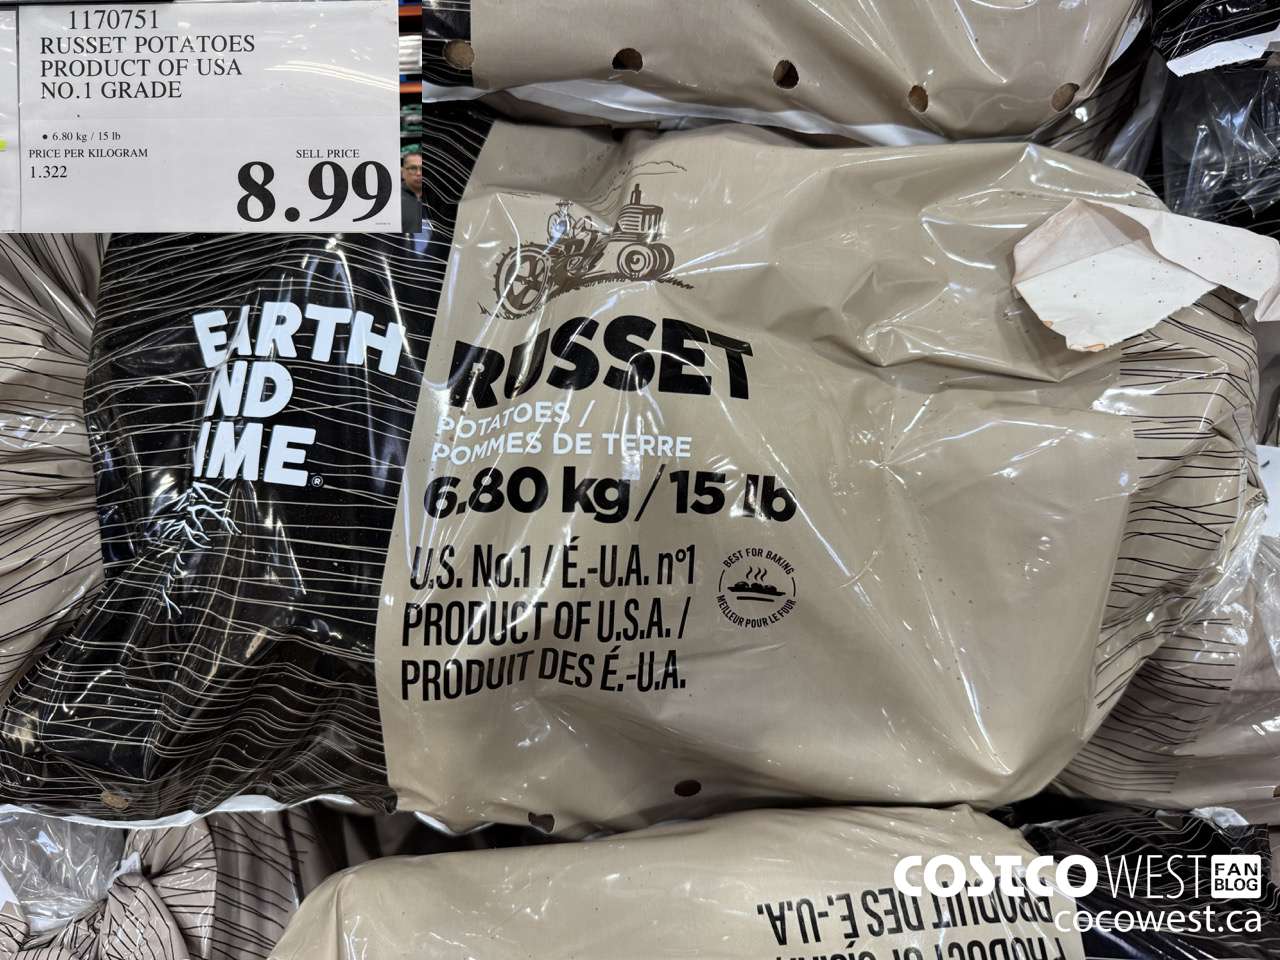 1170751
RUSSET POTATOES
PRODUCT OF USA
NO.1 GRADE
• 6.80 kg / 15 lb
PRICE PER KILOGRAM
1.322
SELL PRICE
8.99
EARTH
ND
IME®
RUSSET
POTATOES /
POMMES DE TERRE
6.80 kg / 15 lb
U.S. No.1 / É.-U.A. nº1
PRODUCT OF U.S.A. /
PRODUIT DES É.-U.A.
BEST FOR BAKING
MEILLEUR POUR LE FOUR
PRODUIT DES É.-U.A.
COSTCO WEST FAN BLOG
cocowest.ca